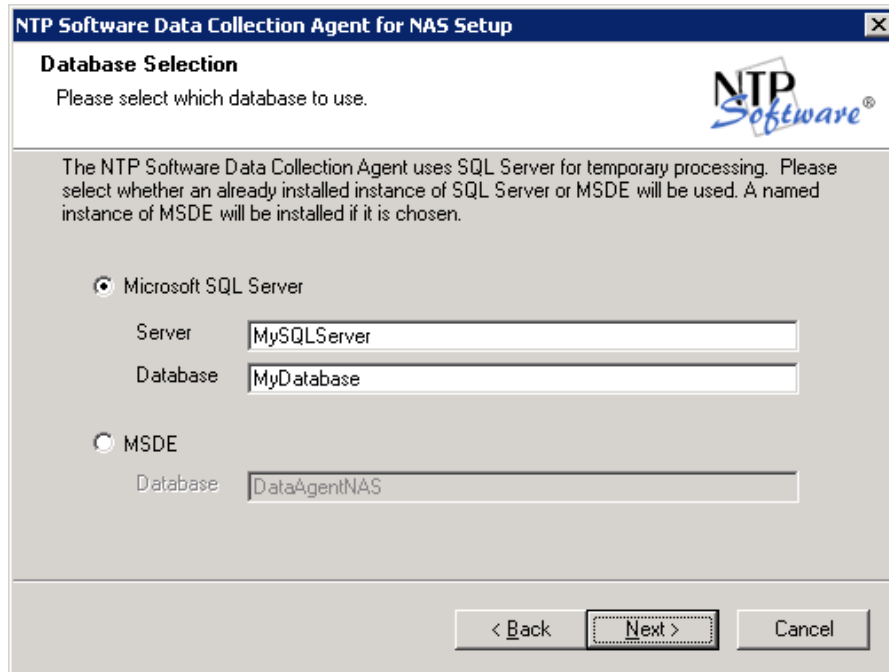 NTP Software Data Collection Agent for NAS Setup
Database Selection
Please select which database to use.
NTP
Software®
The NTP Software Data Collection Agent uses SQL Server for temporary processing.  Please
select whether an already installed instance of SQL Server or MSDE will be used. A named
instance of MSDE will be installed if it is chosen.
Microsoft SQL Server
Server MySQLServer
Database MyDatabase
MSDE
Database DataAgentNAS
< Back Next > Cancel